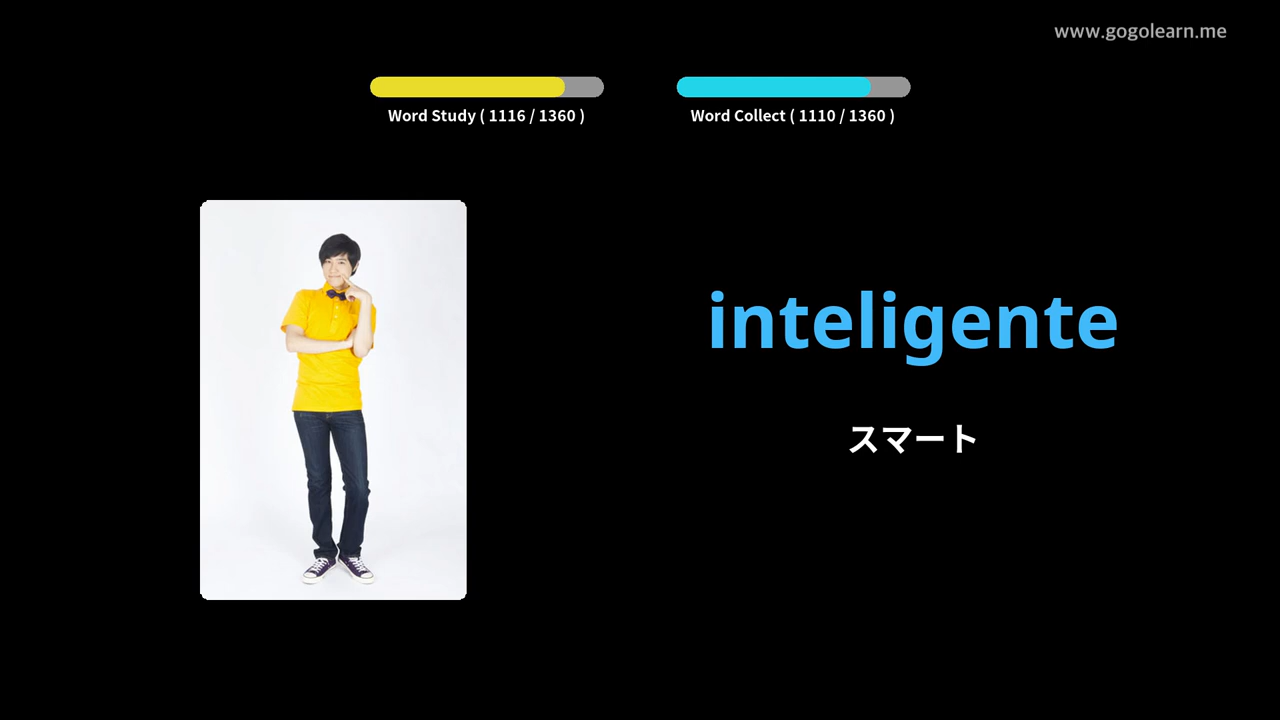 www.gogolearn.me
Word Study ( 1116 / 1360 )
Word Collect ( 1110 / 1360 )
inteligente
スマート